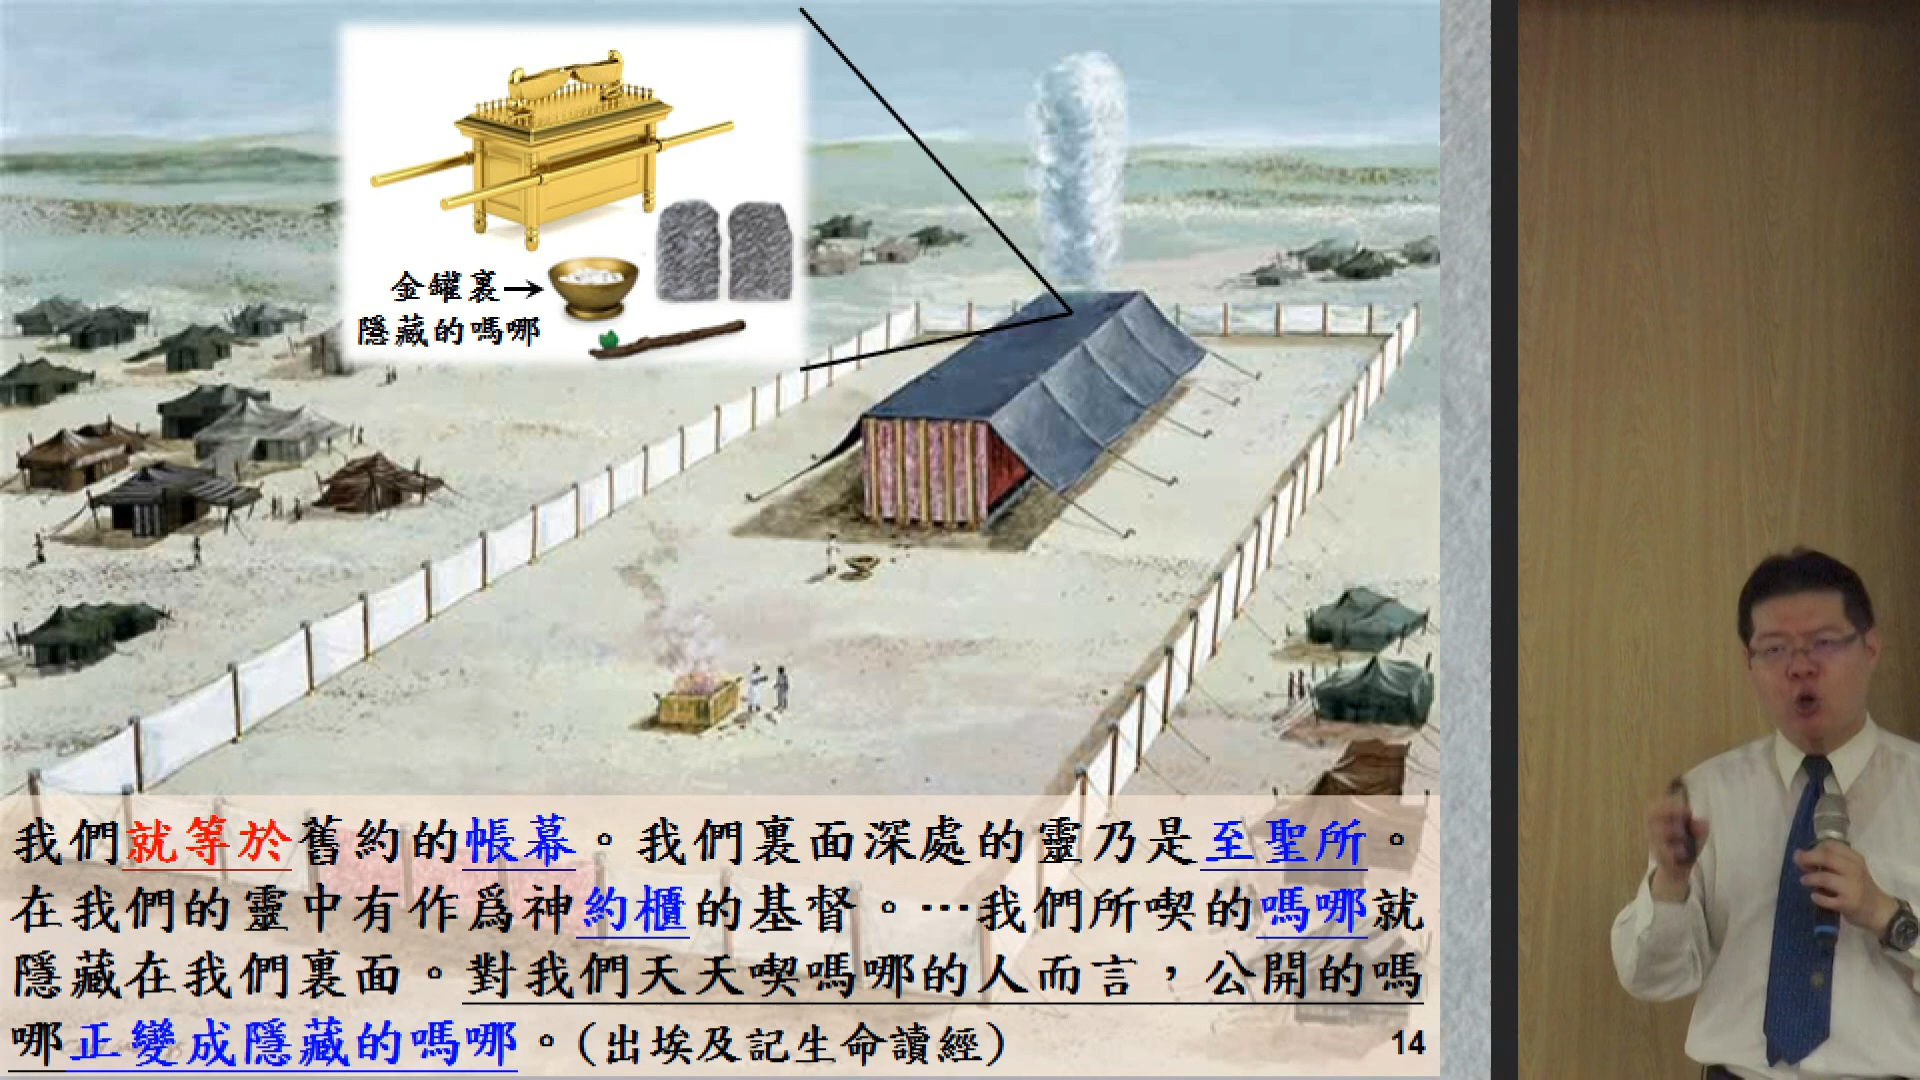 金罐裏→
隱藏的嗎哪
我們就等於舊約的帳幕。我們裏面深處的靈乃是至聖所。
在我們的靈中有作爲神約櫃的基督。…我們所喫的嗎哪就
隱藏在我們裏面。對我們天天喫嗎哪的人而言，公開的嗎
哪正變成隱藏的嗎哪。(出埃及記生命讀經)
14